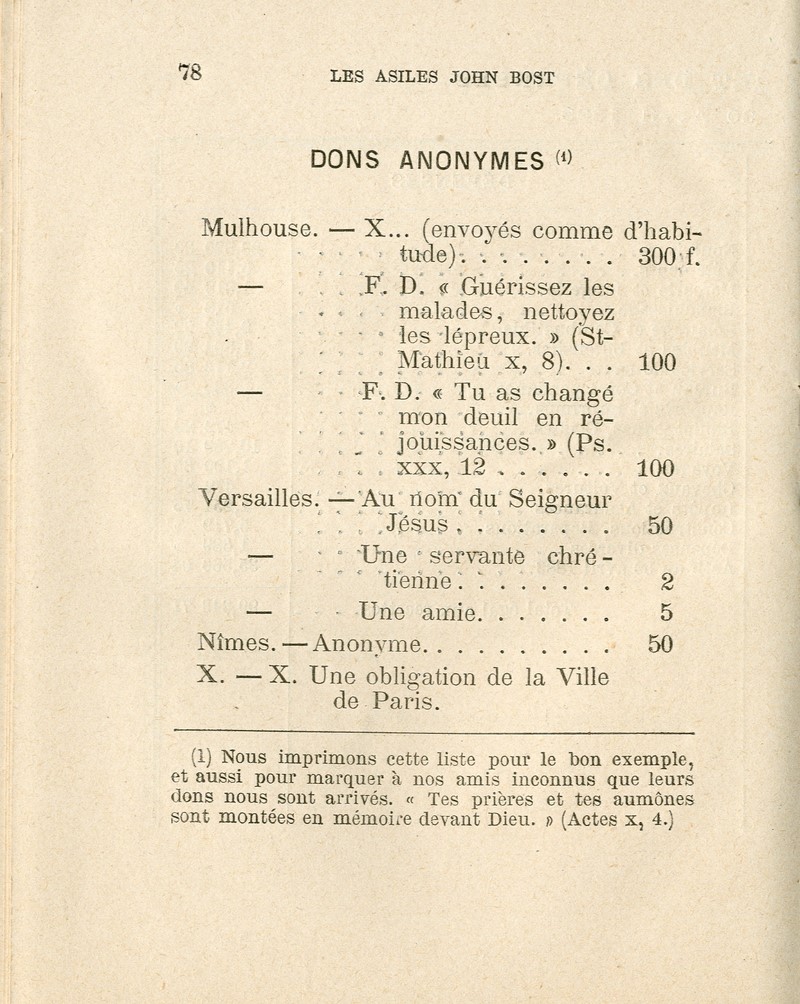 78 LES ASILES JOHN BOST
DONS ANONYMES (1)
Mulhouse. — X... (envoyés comme d'habi-
tude). . . . . . . . . 300 f.
— F. D. « Guérissez les
malades, nettoyez
les lépreux. » (St-
Mathieu x, 8). . . 100
— F. D. « Tu as changé
mon deuil en ré-
jouissances. » (Ps.
xxx, 12 . . . . . . . 100
Versailles. — Au nom du Seigneur
Jésus . . . . . . . . 50
— Une servante chré-
tienne . . . . . . . . 2
— Une amie. . . . . . . 5
Nîmes. — Anonyme. . . . . . . . . . 50
X. — X. Une obligation de la Ville
de Paris.
(1) Nous imprimons cette liste pour le bon exemple,
et aussi pour marquer à nos amis inconnus que leurs
dons nous sont arrivés. « Tes prières et tes aumônes
sont montées en mémoire devant Dieu. » (Actes x, 4.)